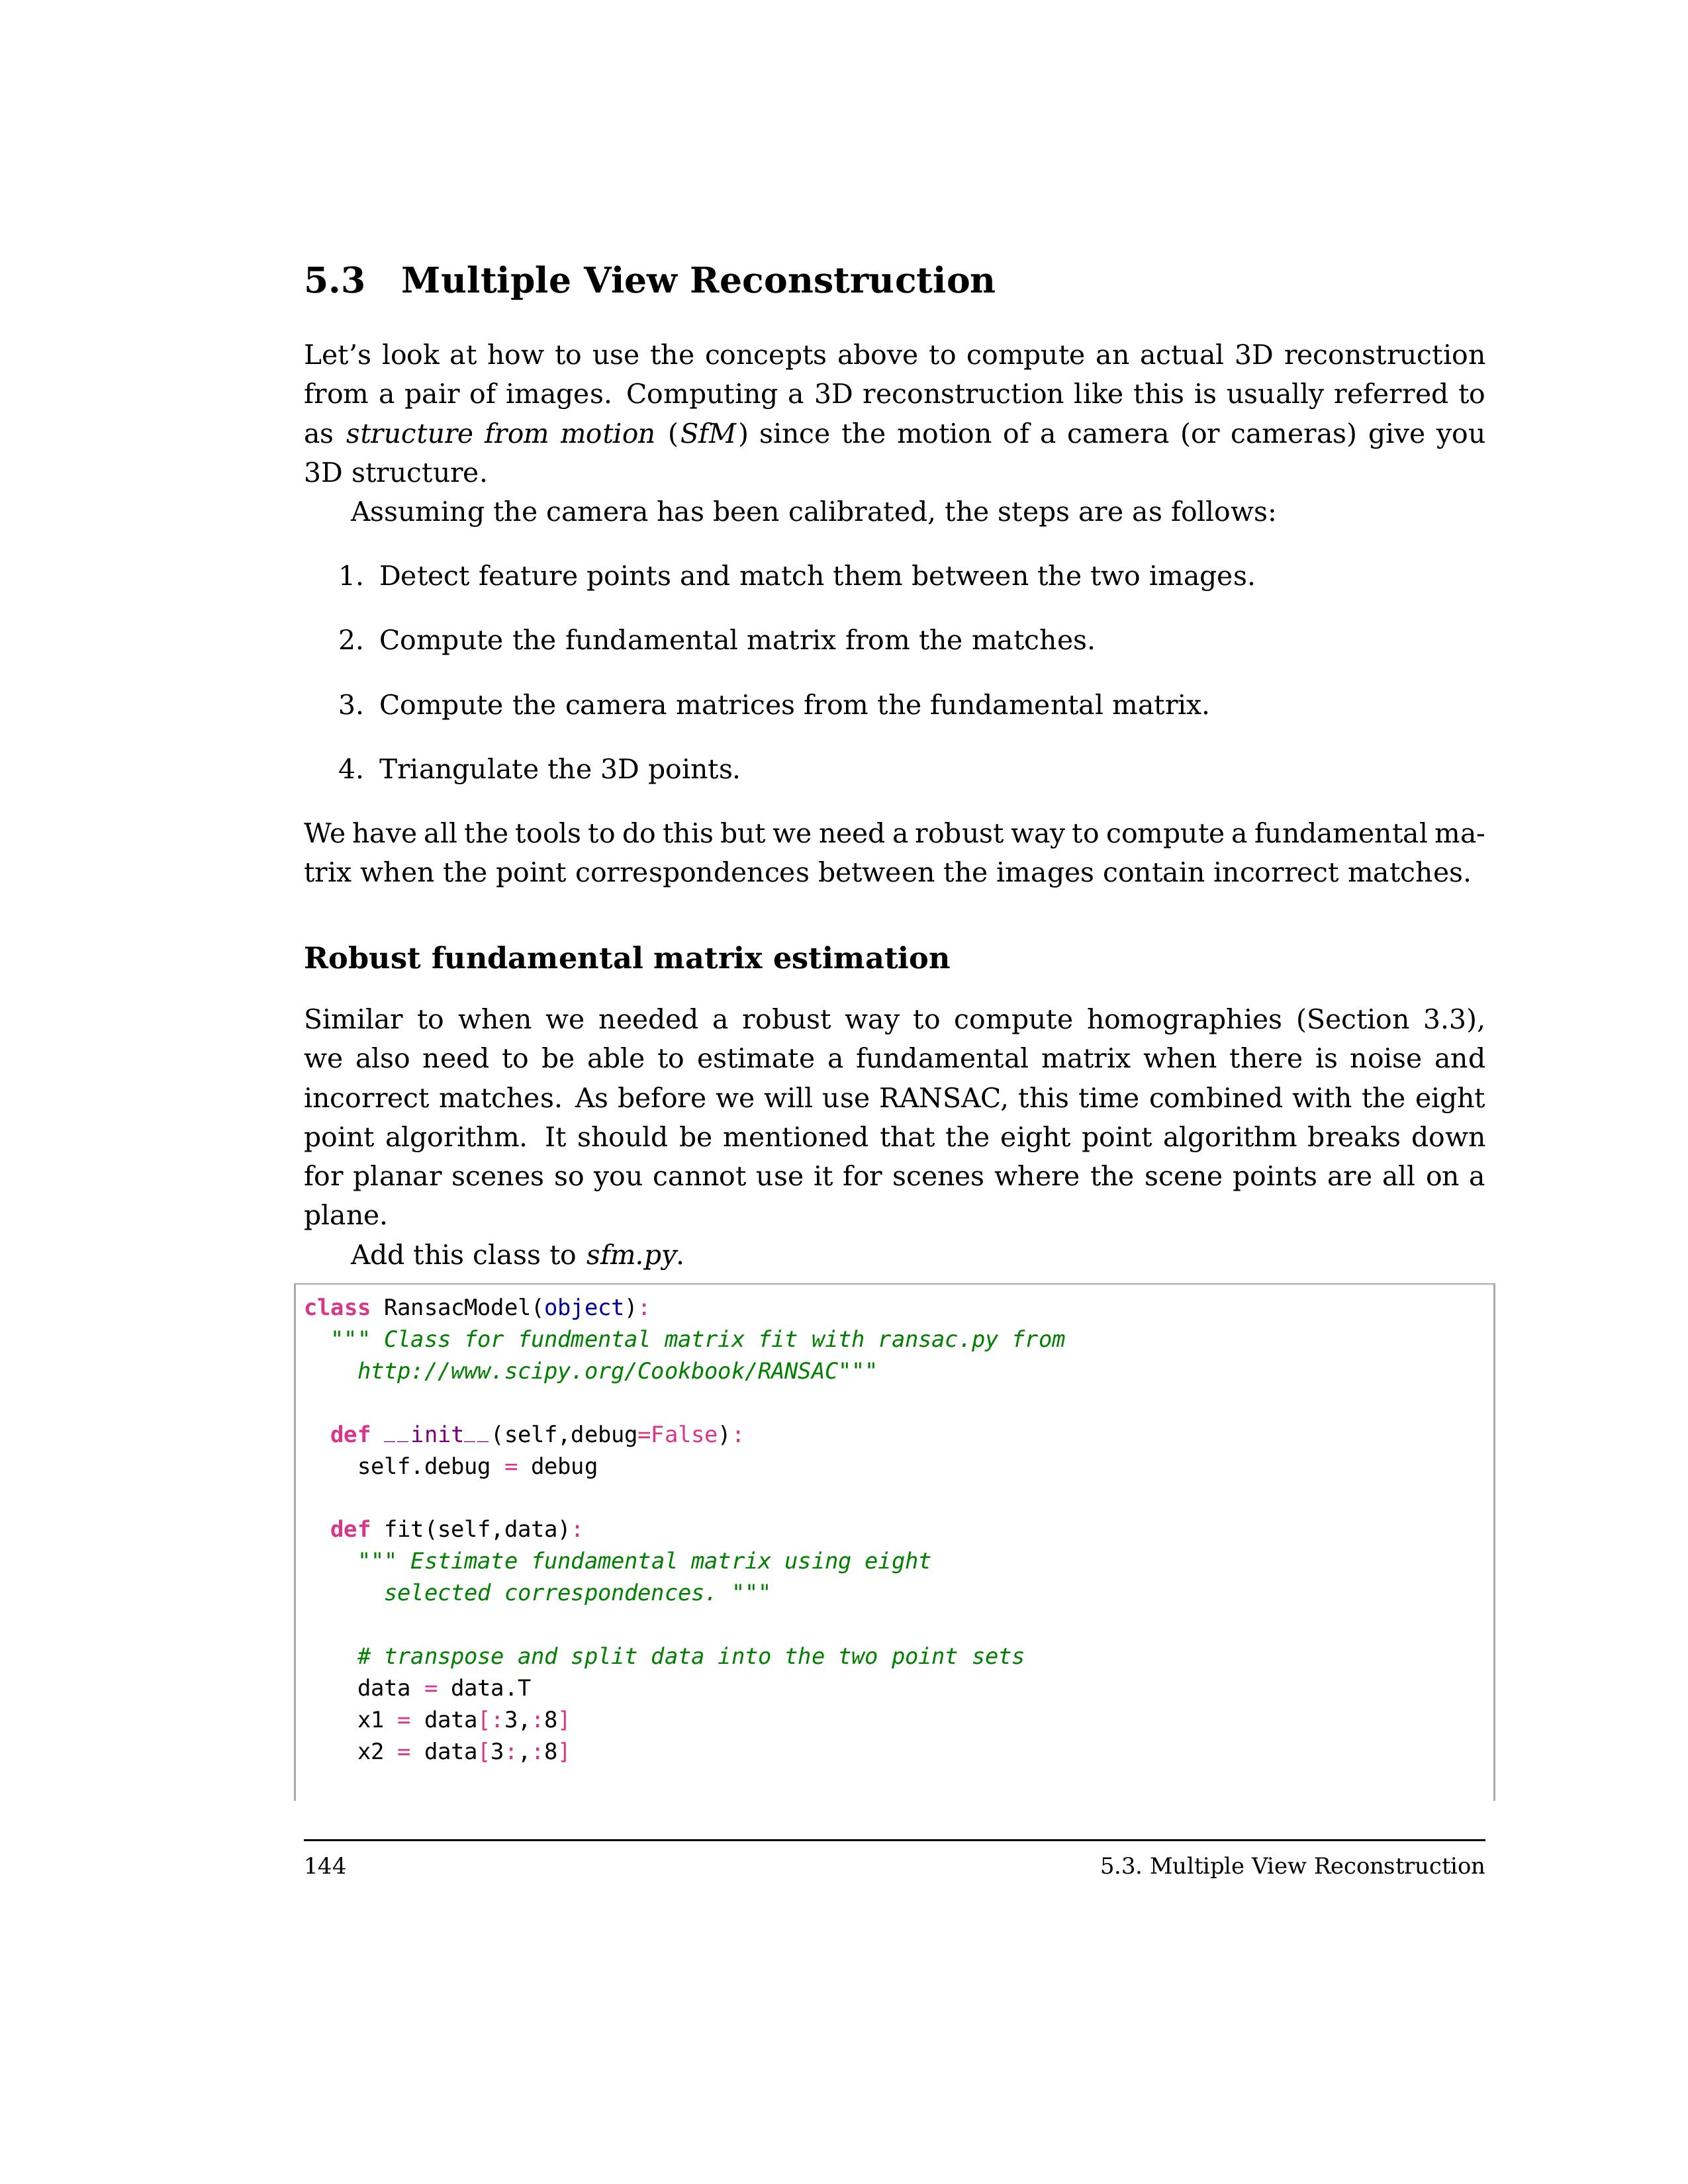 5.3 Multiple View Reconstruction
Let’s look at how to use the concepts above to compute an actual 3D reconstruction
from a pair of images. Computing a 3D reconstruction like this is usually referred to
as structure from motion (SfM) since the motion of a camera (or cameras) give you
3D structure.
Assuming the camera has been calibrated, the steps are as follows:
1. Detect feature points and match them between the two images.
2. Compute the fundamental matrix from the matches.
3. Compute the camera matrices from the fundamental matrix.
4. Triangulate the 3D points.
We have all the tools to do this but we need a robust way to compute a fundamental ma-
trix when the point correspondences between the images contain incorrect matches.
Robust fundamental matrix estimation
Similar to when we needed a robust way to compute homographies (Section 3.3),
we also need to be able to estimate a fundamental matrix when there is noise and
incorrect matches. As before we will use RANSAC, this time combined with the eight
point algorithm. It should be mentioned that the eight point algorithm breaks down
for planar scenes so you cannot use it for scenes where the scene points are all on a
plane.
Add this class to sfm.py.
class RansacModel(object):
  """ Class for fundmental matrix fit with ransac.py from
    http://www.scipy.org/Cookbook/RANSAC"""
  def __init__(self,debug=False):
    self.debug = debug
  def fit(self,data):
    """ Estimate fundamental matrix using eight
      selected correspondences. """
    # transpose and split data into the two point sets
    data = data.T
    x1 = data[:3,:8]
    x2 = data[3:,:8]
144 5.3. Multiple View Reconstruction